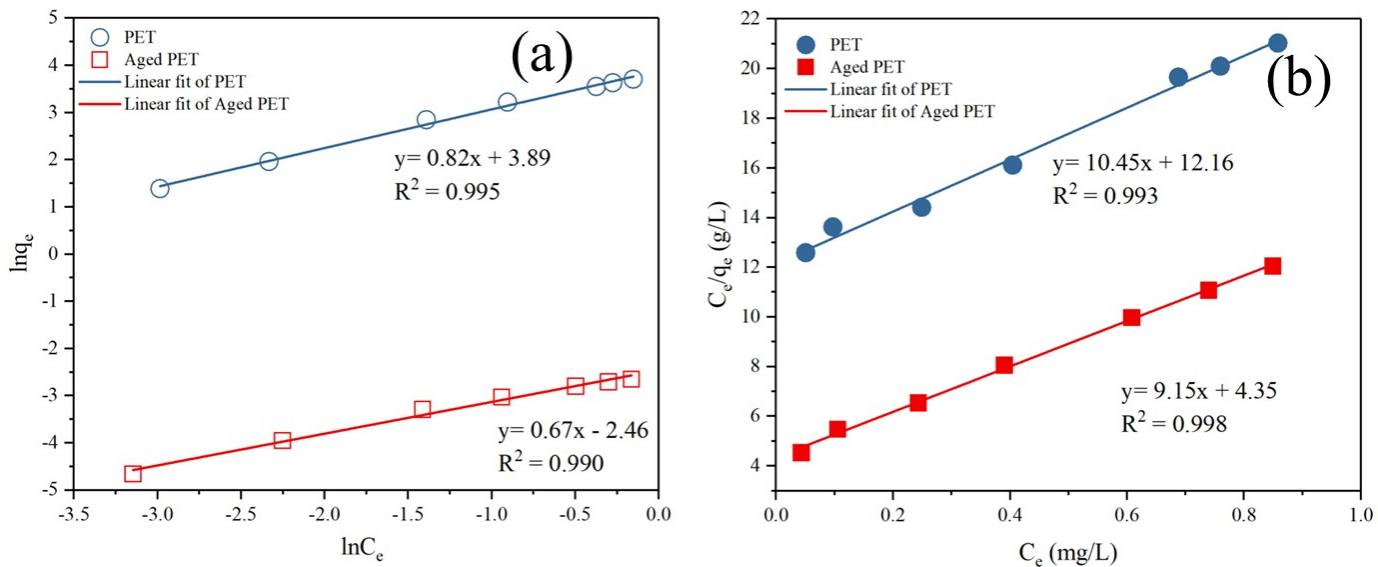 (a)
PET
Aged PET
Linear fit of PET
Linear fit of Aged PET
y= 0.82x + 3.89
R² = 0.995
y= 0.67x - 2.46
R² = 0.990
5
4
3
2
1
0
-1
-2
-3
-4
-5
lnqₑ
-3.5 -3.0 -2.5 -2.0 -1.5 -1.0 -0.5 0.0
lnCₑ
(b)
PET
Aged PET
Linear fit of PET
Linear fit of Aged PET
y= 10.45x + 12.16
R² = 0.993
y= 9.15x + 4.35
R² = 0.998
22
20
18
16
14
12
10
8
6
4
Cₑ/qₑ (g/L)
0.0 0.2 0.4 0.6 0.8 1.0
Cₑ (mg/L)